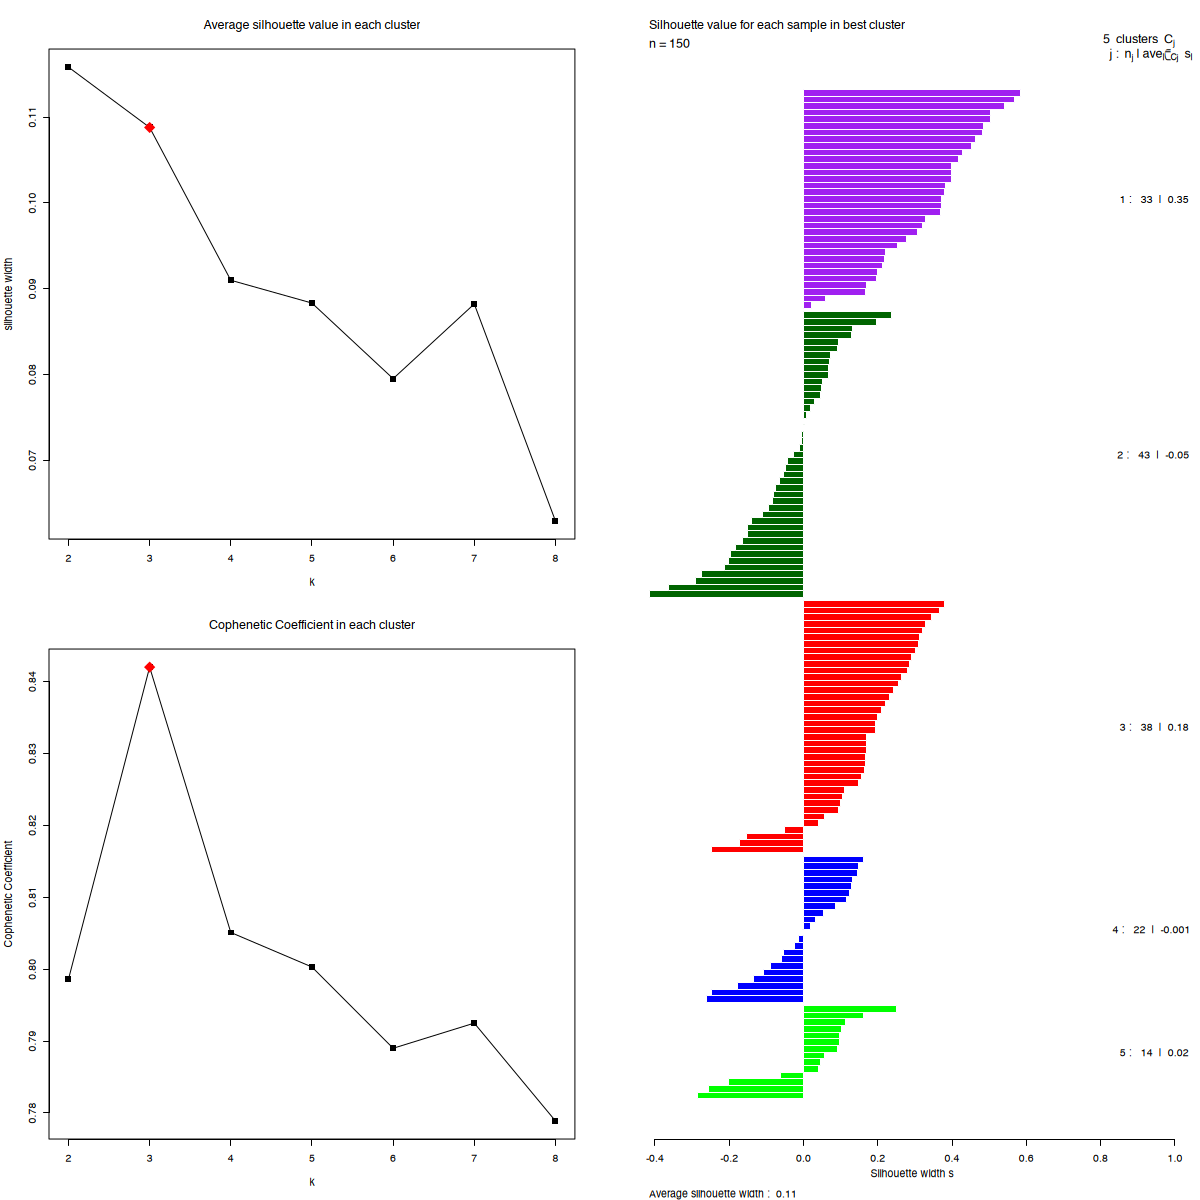 Average silhouette value in each cluster
silhouette width
0.11
0.10
0.09
0.08
0.07
2 3 4 5 6 7 8
k
Cophenetic Coefficient in each cluster
Cophenetic Coefficient
0.84
0.83
0.82
0.81
0.80
0.79
0.78
2 3 4 5 6 7 8
k
Silhouette value for each sample in best cluster
n = 150
5 clusters Cj
j : nj | avei∈Cj si
1 : 33 | 0.35
2 : 43 | -0.05
3 : 38 | 0.18
4 : 22 | -0.001
5 : 14 | 0.02
-0.4 -0.2 0.0 0.2 0.4 0.6 0.8 1.0
Silhouette width s
Average silhouette width : 0.11